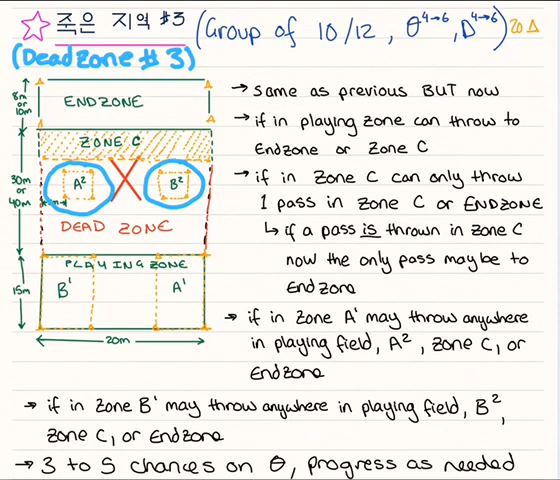 죽은 지역 #3 (Group of 10/12, Θ⁴→⁶, D⁴→⁶) 20 Δ
(Dead Zone # 3)
8m or 10m
ENDZONE
ZONE C
30m or 40m
A² B²
DEAD ZONE
PLAYING ZONE
15m
B' A'
20m
→ same as previous BUT now
→ if in playing zone can throw to
Endzone or Zone C
→ if in Zone C can only throw
1 pass in zone C or ENDZONE
↳ if a pass is thrown in zone C
now the only pass may be to
End zone
→ if in zone A' may throw anywhere
in playing field, A², zone C, or
Endzone
→ if in zone B' may throw anywhere in playing field, B²,
zone C, or Endzone
→ 3 to 5 chances on Θ, progress as needed